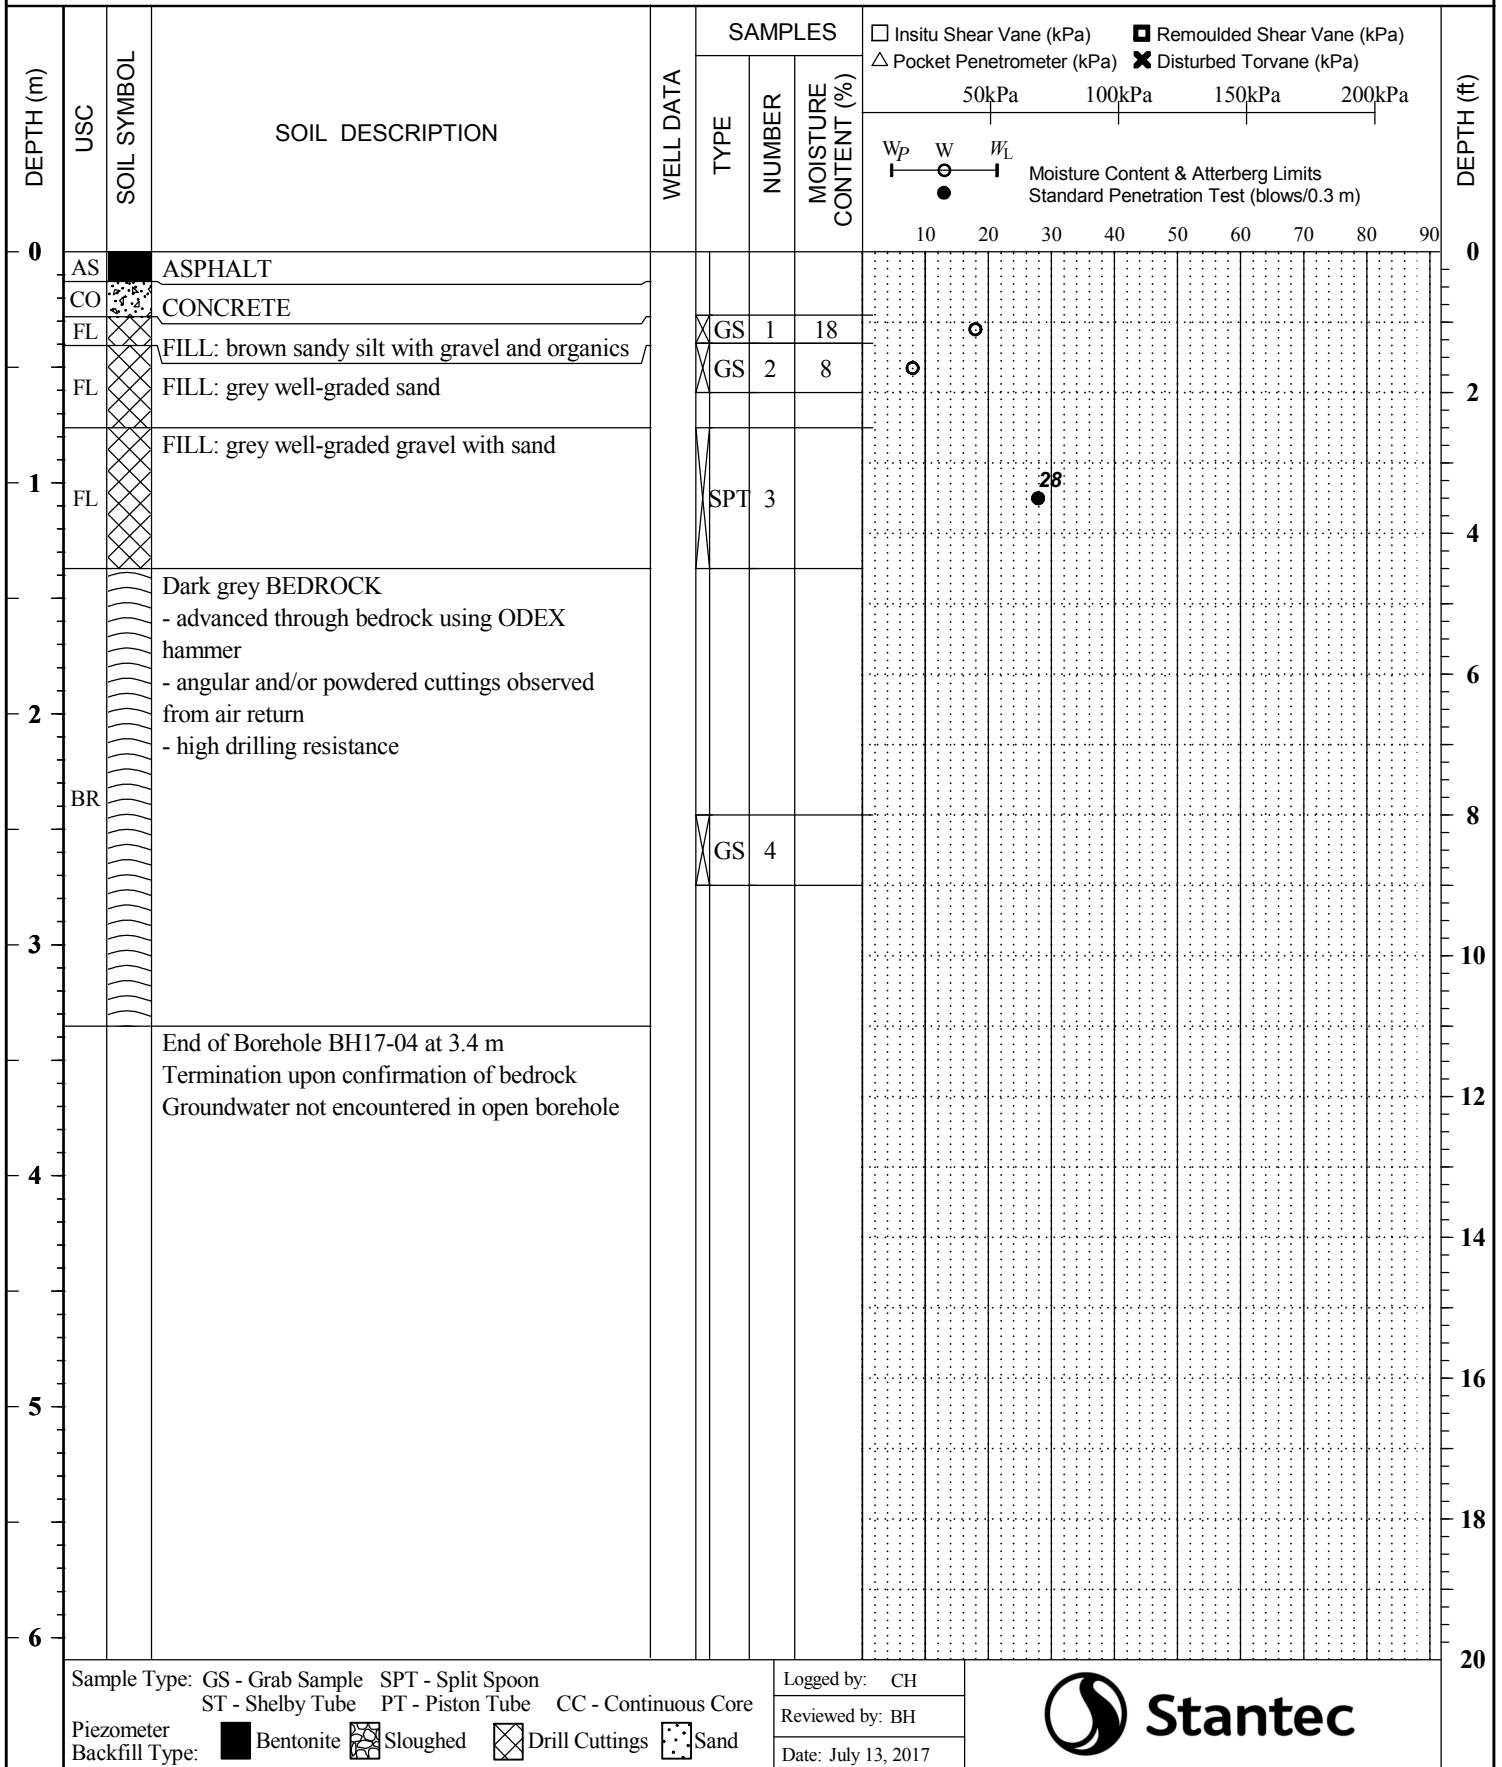 SAMPLES
Insitu Shear Vane (kPa) Remoulded Shear Vane (kPa)
Pocket Penetrometer (kPa) Disturbed Torvane (kPa)
DEPTH (m)
USC
SOIL SYMBOL
SOIL DESCRIPTION
WELL DATA
TYPE
NUMBER
MOISTURE
CONTENT (%)
50kPa 100kPa 150kPa 200kPa
WP W WL
Moisture Content & Atterberg Limits
Standard Penetration Test (blows/0.3 m)
DEPTH (ft)
10 20 30 40 50 60 70 80 90
0 0
AS ASPHALT
CO CONCRETE
FL GS 1 18
FILL: brown sandy silt with gravel and organics
GS 2 8
FL FILL: grey well-graded sand
2
FILL: grey well-graded gravel with sand
1 28
FL SPT 3
4
Dark grey BEDROCK
- advanced through bedrock using ODEX
hammer
- angular and/or powdered cuttings observed
6
from air return
2
- high drilling resistance
BR
8
GS 4
3
10
End of Borehole BH17-04 at 3.4 m
Termination upon confirmation of bedrock
12
Groundwater not encountered in open borehole
4
14
16
5
18
6
20
Sample Type: GS - Grab Sample SPT - Split Spoon
ST - Shelby Tube PT - Piston Tube CC - Continuous Core
Piezometer
Backfill Type: Bentonite Sloughed Drill Cuttings Sand
Logged by: CH
Reviewed by: BH
Date: July 13, 2017
Stantec